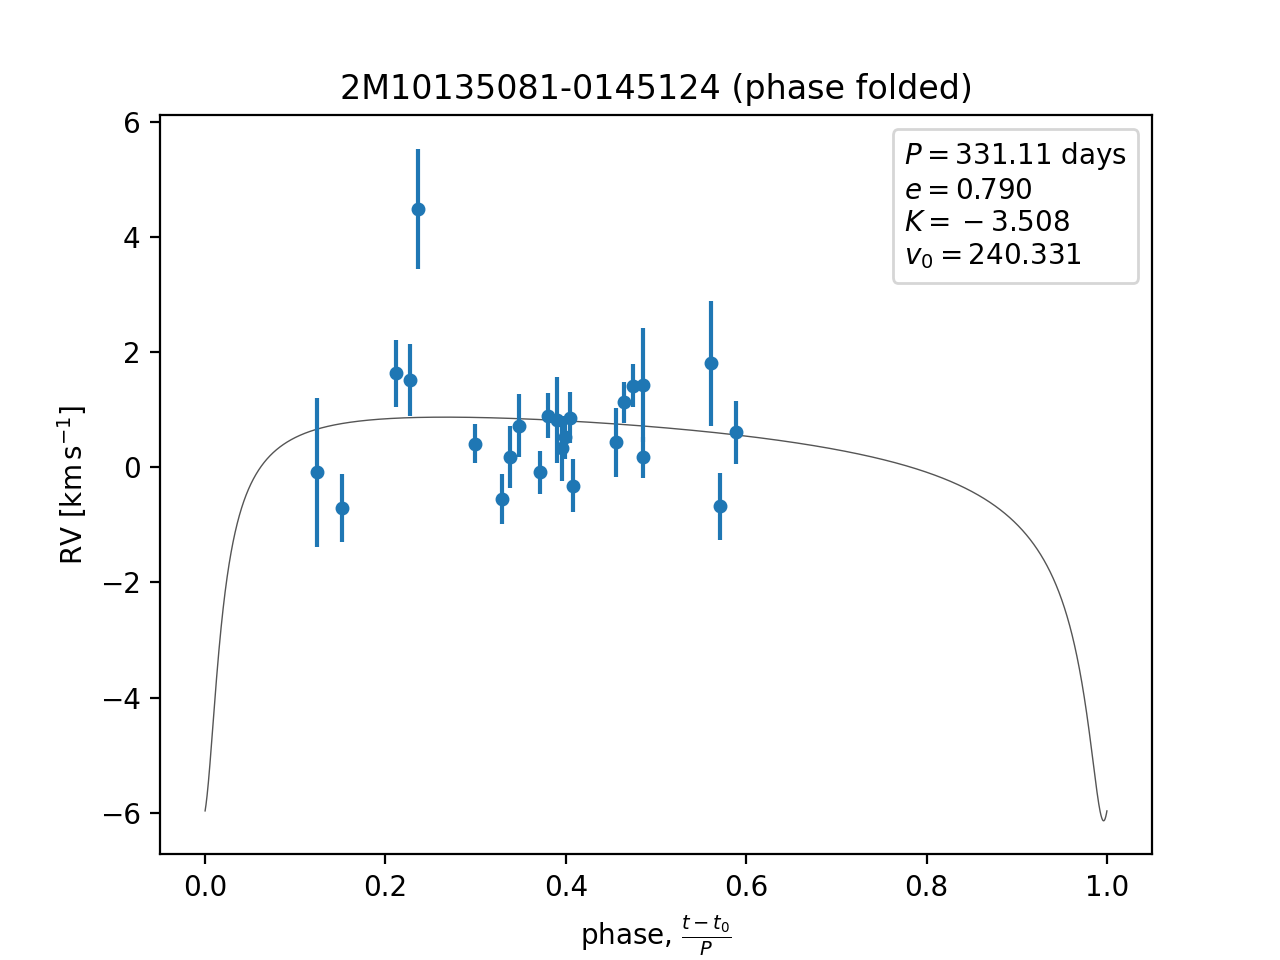 2M10135081-0145124 (phase folded)
P = 331.11 days
e = 0.790
K = −3.508
v₀ = 240.331
6
4
2
0
−2
−4
−6
RV [km s⁻¹]
0.0 0.2 0.4 0.6 0.8 1.0
phase, (t − t₀)/P